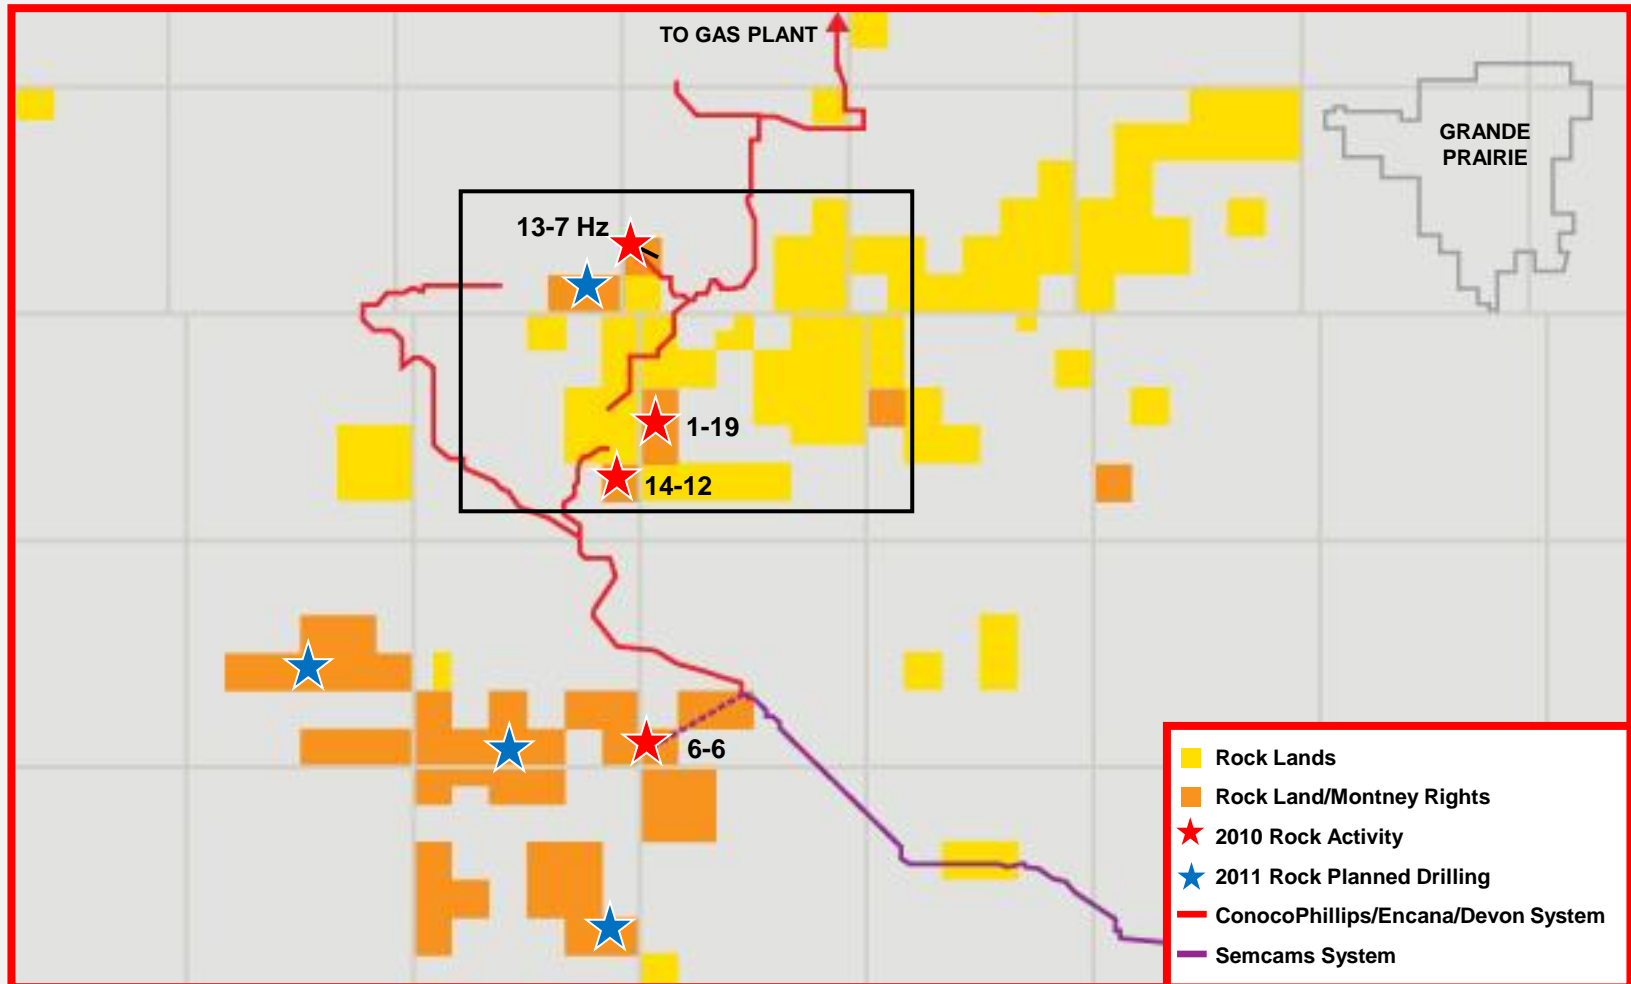 TO GAS PLANT
GRANDE
PRAIRIE
13-7 Hz
1-19
14-12
6-6
Rock Lands
Rock Land/Montney Rights
2010 Rock Activity
2011 Rock Planned Drilling
ConocoPhillips/Encana/Devon System
Semcams System